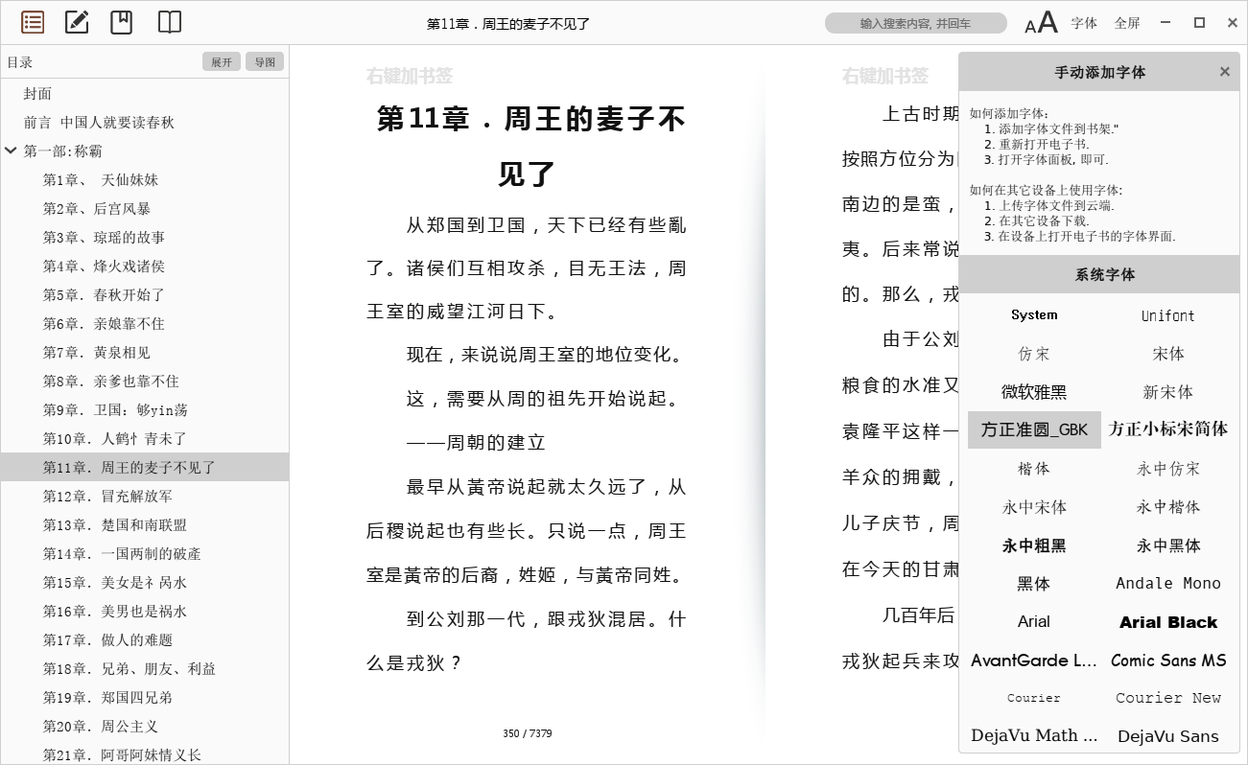 第11章．周王的麦子不见了
输入搜索内容, 并回车
AA
字体
全屏
目录
展开
导图
封面
前言 中国人就要读春秋
第一部:称霸
第1章、 天仙妹妹
第2章、后宫风暴
第3章、琼瑶的故事
第4章、烽火戏诸侯
第5章．春秋开始了
第6章．亲娘靠不住
第7章．黄泉相见
第8章．亲爹也靠不住
第9章．卫国：够yin荡
第10章．人鹤忄青未了
第11章．周王的麦子不见了
第12章．冒充解放军
第13章．楚国和南联盟
第14章．一国两制的破產
第15章．美女是礻呙水
第16章．美男也是祸水
第17章．做人的难题
第18章．兄弟、朋友、利益
第19章．郑国四兄弟
第20章．周公主义
第21章．阿哥阿妹情义长
右键加书签
第11章．周王的麦子不
见了
从郑国到卫国，天下已经有些亂
了。诸侯们互相攻杀，目无王法，周
王室的威望江河日下。
现在，来说说周王室的地位变化。
这，需要从周的祖先开始说起。
——周朝的建立
最早从黃帝说起就太久远了，从
后稷说起也有些长。只说一点，周王
室是黃帝的后裔，姓姬，与黃帝同姓。
到公刘那一代，跟戎狄混居。什
么是戎狄？
350 / 7379
右键加书签
上古时期
按照方位分为
南边的是蛮，
夷。后来常说
的。那么，戎
由于公刘
粮食的水准又
袁隆平这样一
羊众的拥戴，
儿子庆节，周
在今天的甘肃
几百年后
戎狄起兵来攻
手动添加字体
如何添加字体:
1. 添加字体文件到书架."
2. 重新打开电子书.
3. 打开字体面板, 即可.
如何在其它设备上使用字体:
1. 上传字体文件到云端.
2. 在其它设备下载.
3. 在设备上打开电子书的字体界面.
系统字体
System
Unifont
仿宋
宋体
微软雅黑
新宋体
方正准圆_GBK
方正小标宋简体
楷体
永中仿宋
永中宋体
永中楷体
永中粗黑
永中黑体
黑体
Andale Mono
Arial
Arial Black
AvantGarde L...
Comic Sans MS
Courier
Courier New
DejaVu Math ...
DejaVu Sans